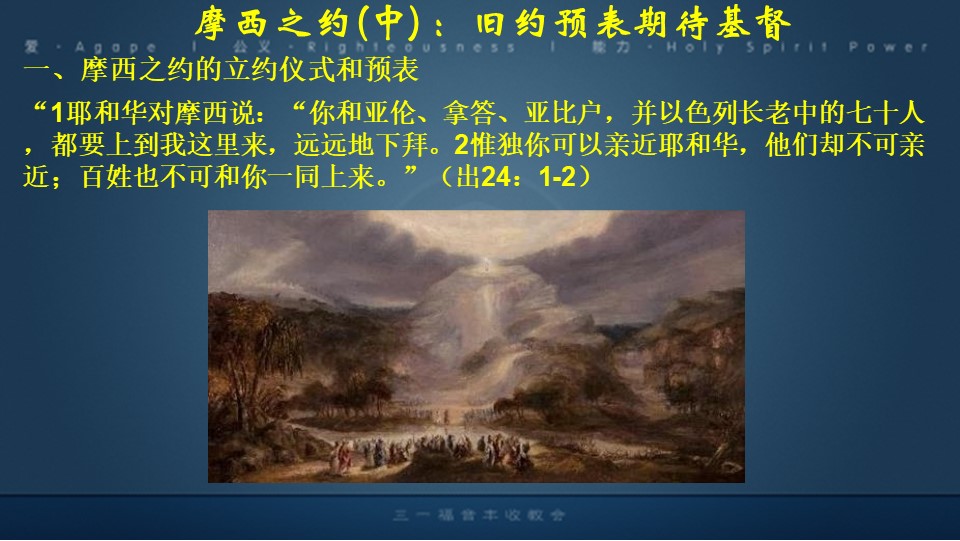 摩西之约(中)：旧约预表期待基督
爱·Agape | 公义·Righteousness | 能力·Holy Spirit Power
一、摩西之约的立约仪式和预表
“1耶和华对摩西说：“你和亚伦、拿答、亚比户，并以色列长老中的七十人
，都要上到我这里来，远远地下拜。2惟独你可以亲近耶和华，他们却不可亲
近；百姓也不可和你一同上来。”（出24：1-2）
三一福音丰收教会